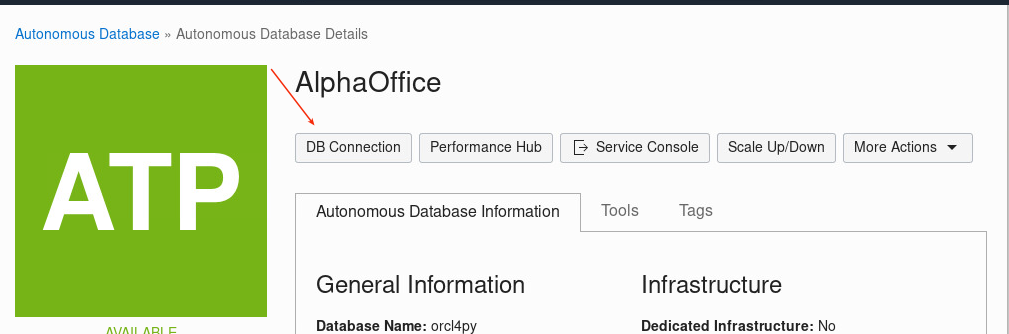 Autonomous Database » Autonomous Database Details
ATP
AVAILABLE
AlphaOffice
DB Connection Performance Hub Service Console Scale Up/Down More Actions
Autonomous Database Information Tools Tags
General Information Infrastructure
Database Name: orcl4py Dedicated Infrastructure: No